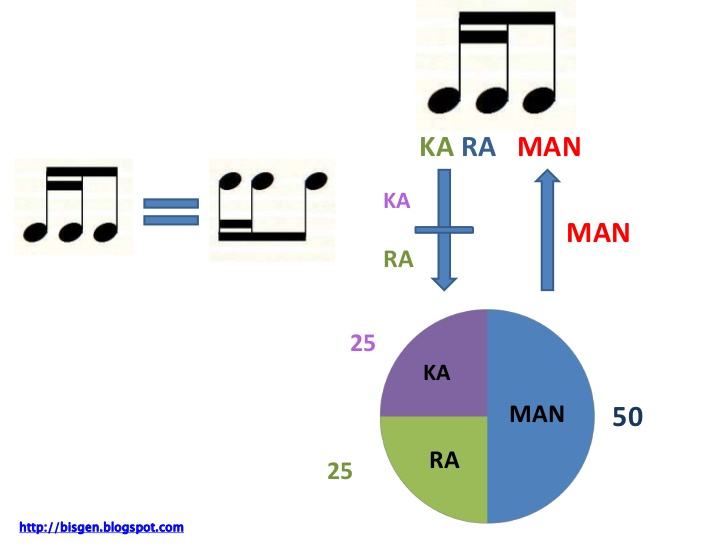 KA RA MAN
KA
RA
MAN
25
KA
MAN
50
RA
25
http://bisgen.blogspot.com